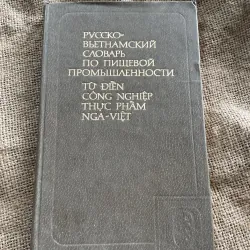 РУССКО-
ВЬЕТНАМСКИЙ
СЛОВАРЬ
ПО ПИЩЕВОЙ
ПРОМЫШЛЕННОСТИ
TỪ ĐIỂN
CÔNG NGHIỆP
THỰC PHẨM
NGA-VIỆT